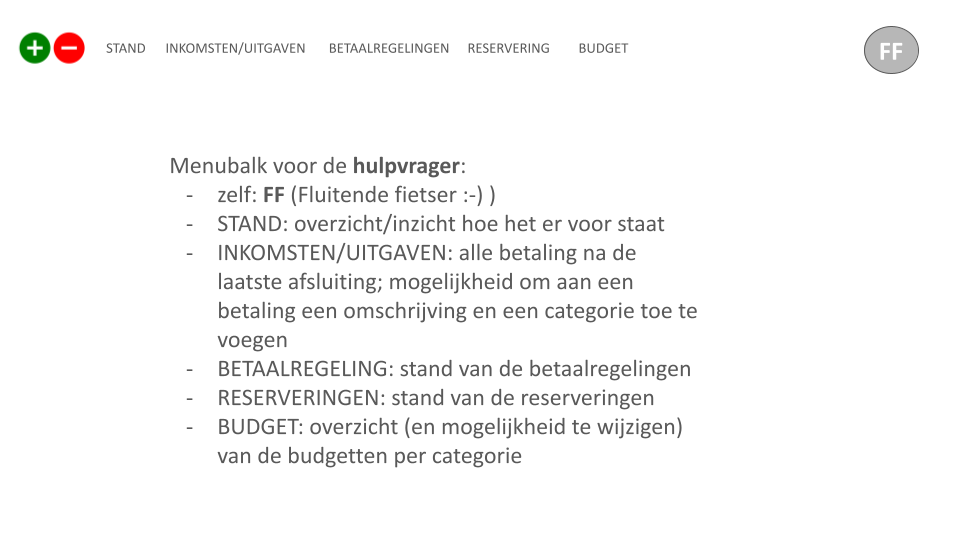 STAND INKOMSTEN/UITGAVEN BETAALREGELINGEN RESERVERING BUDGET FF
Menubalk voor de hulpvrager:
- zelf: FF (Fluitende fietser :-) )
- STAND: overzicht/inzicht hoe het er voor staat
- INKOMSTEN/UITGAVEN: alle betaling na de
laatste afsluiting; mogelijkheid om aan een
betaling een omschrijving en een categorie toe te
voegen
- BETAALREGELING: stand van de betaalregelingen
- RESERVERINGEN: stand van de reserveringen
- BUDGET: overzicht (en mogelijkheid te wijzigen)
van de budgetten per categorie